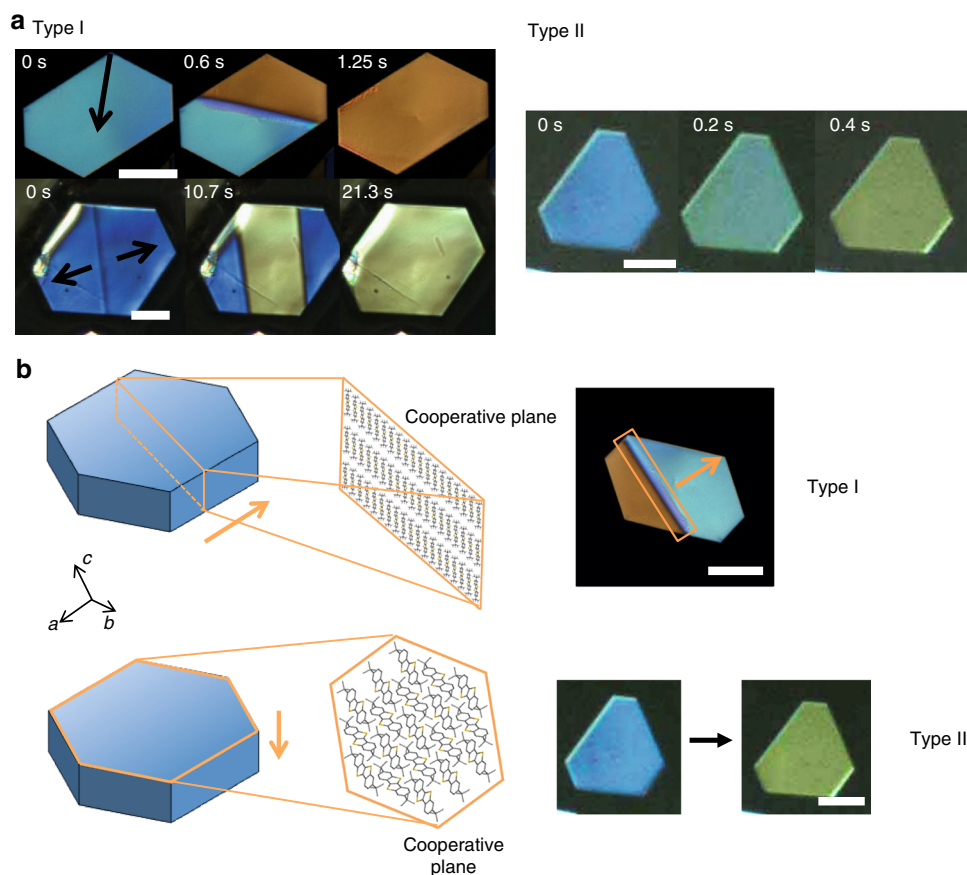 a
Type I
Type II
0 s
0.6 s
1.25 s
0 s
10.7 s
21.3 s
0 s
0.2 s
0.4 s
b
Cooperative plane
Type I
c
a
b
Cooperative
plane
Type II